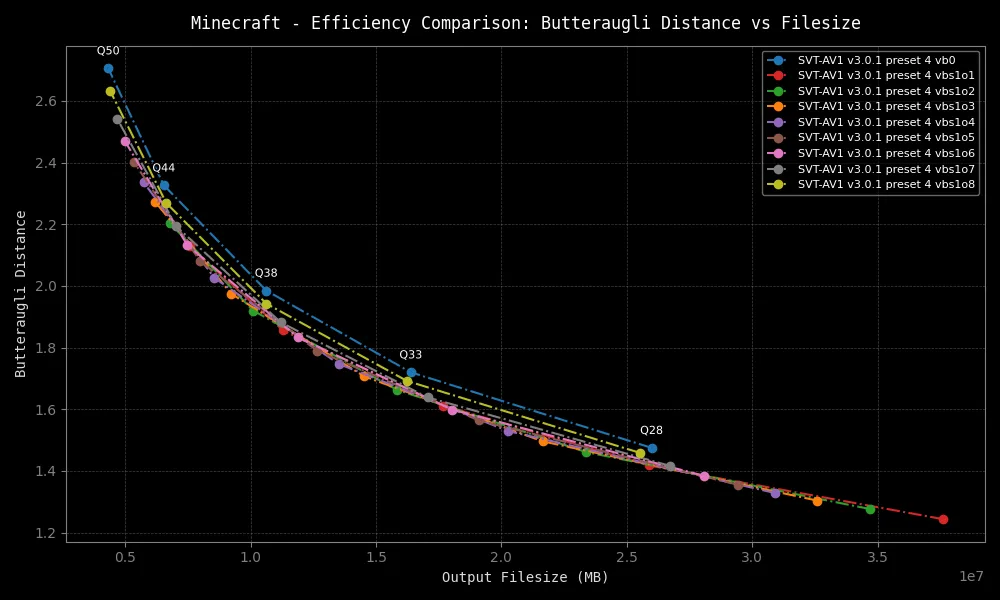 Minecraft - Efficiency Comparison: Butteraugli Distance vs Filesize
Q50
Q44
Q38
Q33
Q28
SVT-AV1 v3.0.1 preset 4 vb0
SVT-AV1 v3.0.1 preset 4 vbs1o1
SVT-AV1 v3.0.1 preset 4 vbs1o2
SVT-AV1 v3.0.1 preset 4 vbs1o3
SVT-AV1 v3.0.1 preset 4 vbs1o4
SVT-AV1 v3.0.1 preset 4 vbs1o5
SVT-AV1 v3.0.1 preset 4 vbs1o6
SVT-AV1 v3.0.1 preset 4 vbs1o7
SVT-AV1 v3.0.1 preset 4 vbs1o8
Butteraugli Distance
2.6
2.4
2.2
2.0
1.8
1.6
1.4
1.2
0.5 1.0 1.5 2.0 2.5 3.0 3.5
1e7
Output Filesize (MB)